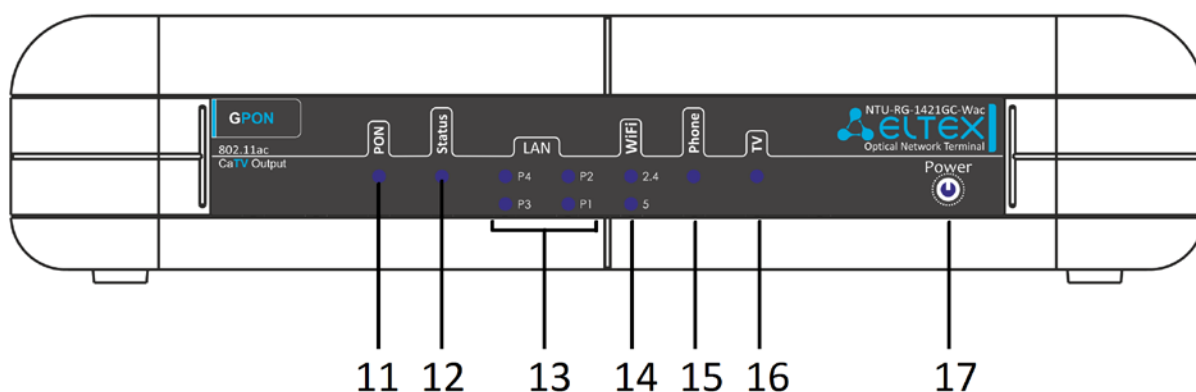 GPON
802.11ac
CaTV Output
PON
Status
LAN
P4
P2
P3
P1
WiFi
2.4
5
Phone
TV
NTU-RG-1421GC-Wac
ELTEX
Optical Network Terminal
Power
11 12 13 14 15 16 17